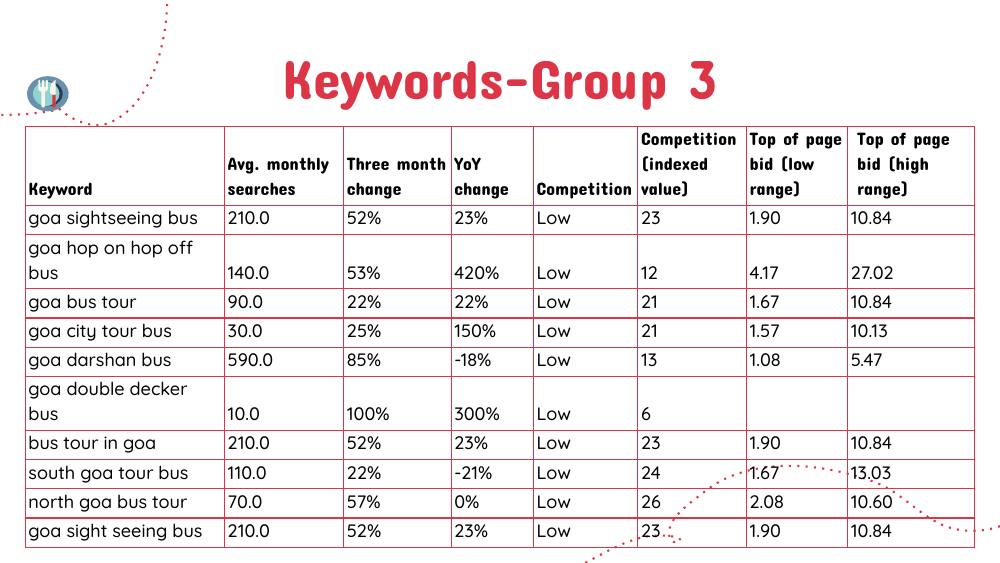 Keywords-Group 3
Keyword Avg. monthly searches Three month change YoY change Competition Competition (indexed value) Top of page bid (low range) Top of page bid (high range)
goa sightseeing bus 210.0 52% 23% Low 23 1.90 10.84
goa hop on hop off bus 140.0 53% 420% Low 12 4.17 27.02
goa bus tour 90.0 22% 22% Low 21 1.67 10.84
goa city tour bus 30.0 25% 150% Low 21 1.57 10.13
goa darshan bus 590.0 85% -18% Low 13 1.08 5.47
goa double decker bus 10.0 100% 300% Low 6
bus tour in goa 210.0 52% 23% Low 23 1.90 10.84
south goa tour bus 110.0 22% -21% Low 24 1.67 13.03
north goa bus tour 70.0 57% 0% Low 26 2.08 10.60
goa sight seeing bus 210.0 52% 23% Low 23 1.90 10.84